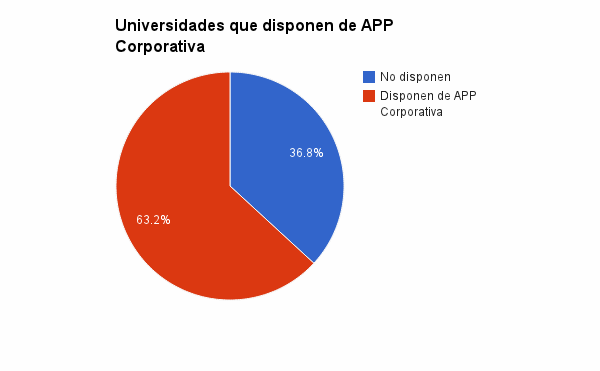 Universidades que disponen de APP
Corporativa
No disponen
Disponen de APP
Corporativa
36.8%
63.2%